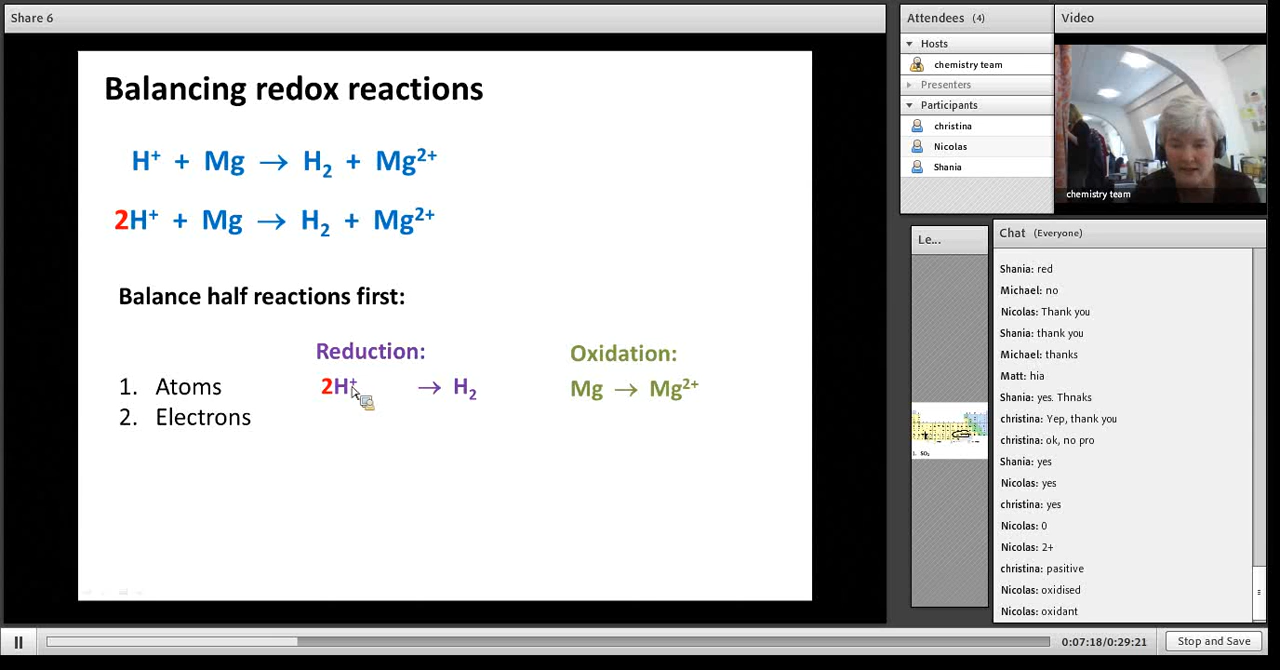 Share 6
Balancing redox reactions
H⁺ + Mg → H₂ + Mg²⁺
2H⁺ + Mg → H₂ + Mg²⁺
Balance half reactions first:
Reduction: Oxidation:
1. Atoms 2H⁺ → H₂ Mg → Mg²⁺
2. Electrons
Attendees (4)
Hosts
chemistry team
Presenters
Participants
christina
Nicolas
Shania
Video
chemistry team
Le...
1. SO₂
Chat (Everyone)
Shania: red
Michael: no
Nicolas: Thank you
Shania: thank you
Michael: thanks
Matt: hia
Shania: yes. Thnaks
christina: Yep, thank you
christina: ok, no pro
Shania: yes
Nicolas: yes
christina: yes
Nicolas: 0
Nicolas: 2+
christina: pasitive
Nicolas: oxidised
Nicolas: oxidant
0:07:18/0:29:21
Stop and Save